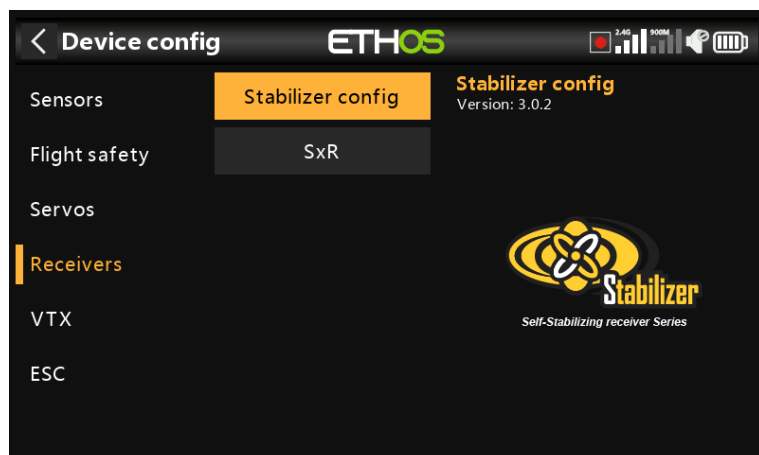 Device config
ETHOS
2.4G
900M
Sensors
Flight safety
Servos
Receivers
VTX
ESC
Stabilizer config
SxR
Stabilizer config
Version: 3.0.2
Stabilizer
Self-Stabilizing receiver Series